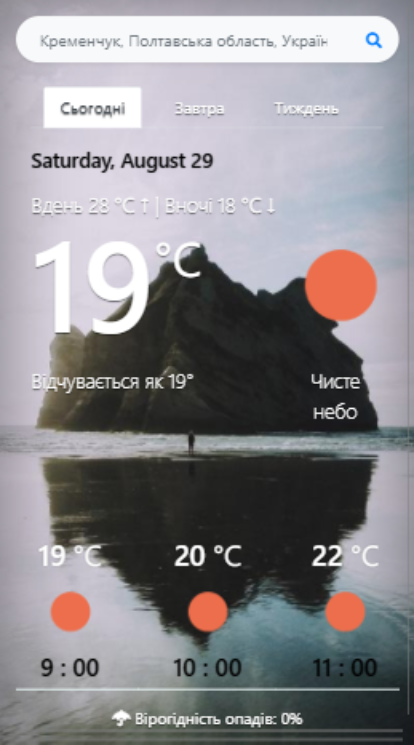 Кременчук, Полтавська область, Україн
Сьогодні Завтра Тиждень
Saturday, August 29
Вдень 28 °C ↑ | Вночі 18 °C ↓
19°C
Відчувається як 19°
Чисте
небо
19 °C 20 °C 22 °C
9 : 00 10 : 00 11 : 00
Вірогідність опадів: 0%